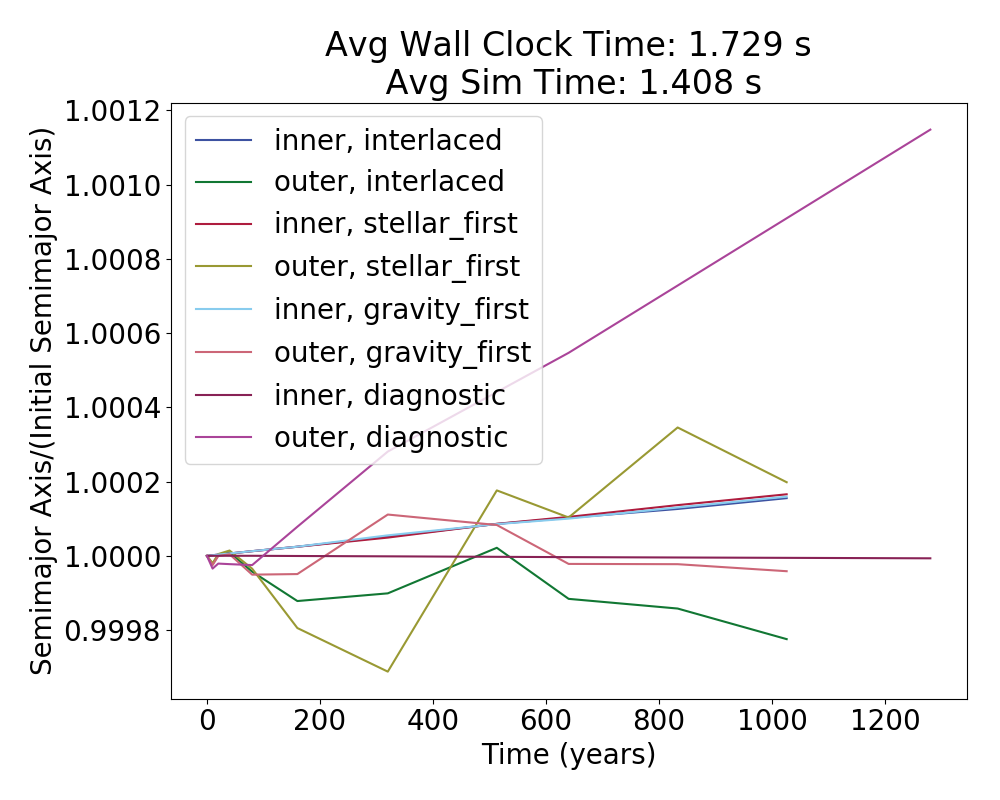 Avg Wall Clock Time: 1.729 s
Avg Sim Time: 1.408 s
Semimajor Axis/(Initial Semimajor Axis)
1.0012
1.0010
1.0008
1.0006
1.0004
1.0002
1.0000
0.9998
inner, interlaced
outer, interlaced
inner, stellar_first
outer, stellar_first
inner, gravity_first
outer, gravity_first
inner, diagnostic
outer, diagnostic
0 200 400 600 800 1000 1200
Time (years)